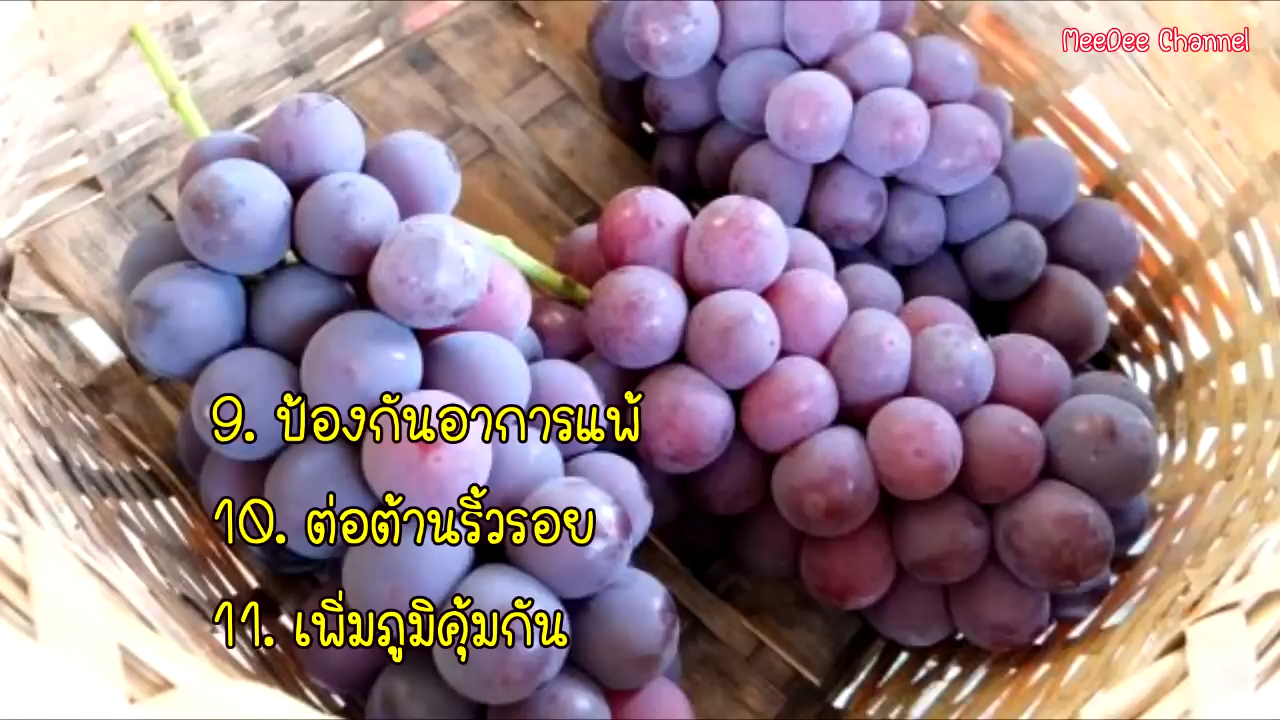 MeeDee Channel
9. ป้องกันอาการแพ้
10. ต่อต้านริ้วรอย
11. เพิ่มภูมิคุ้มกัน